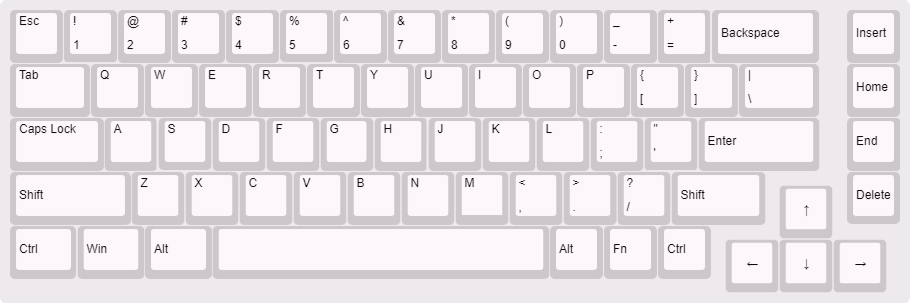 Esc ! @ # $ % ^ & * ( ) _ +
1 2 3 4 5 6 7 8 9 0 - = Backspace Insert
Tab Q W E R T Y U I O P { } |
[ ] \ Home
Caps Lock A S D F G H J K L : "
; ' Enter End
Z X C V B N M < > ?
Shift , . / Shift Delete
↑
Ctrl Win Alt Alt Fn Ctrl
← ↓ →